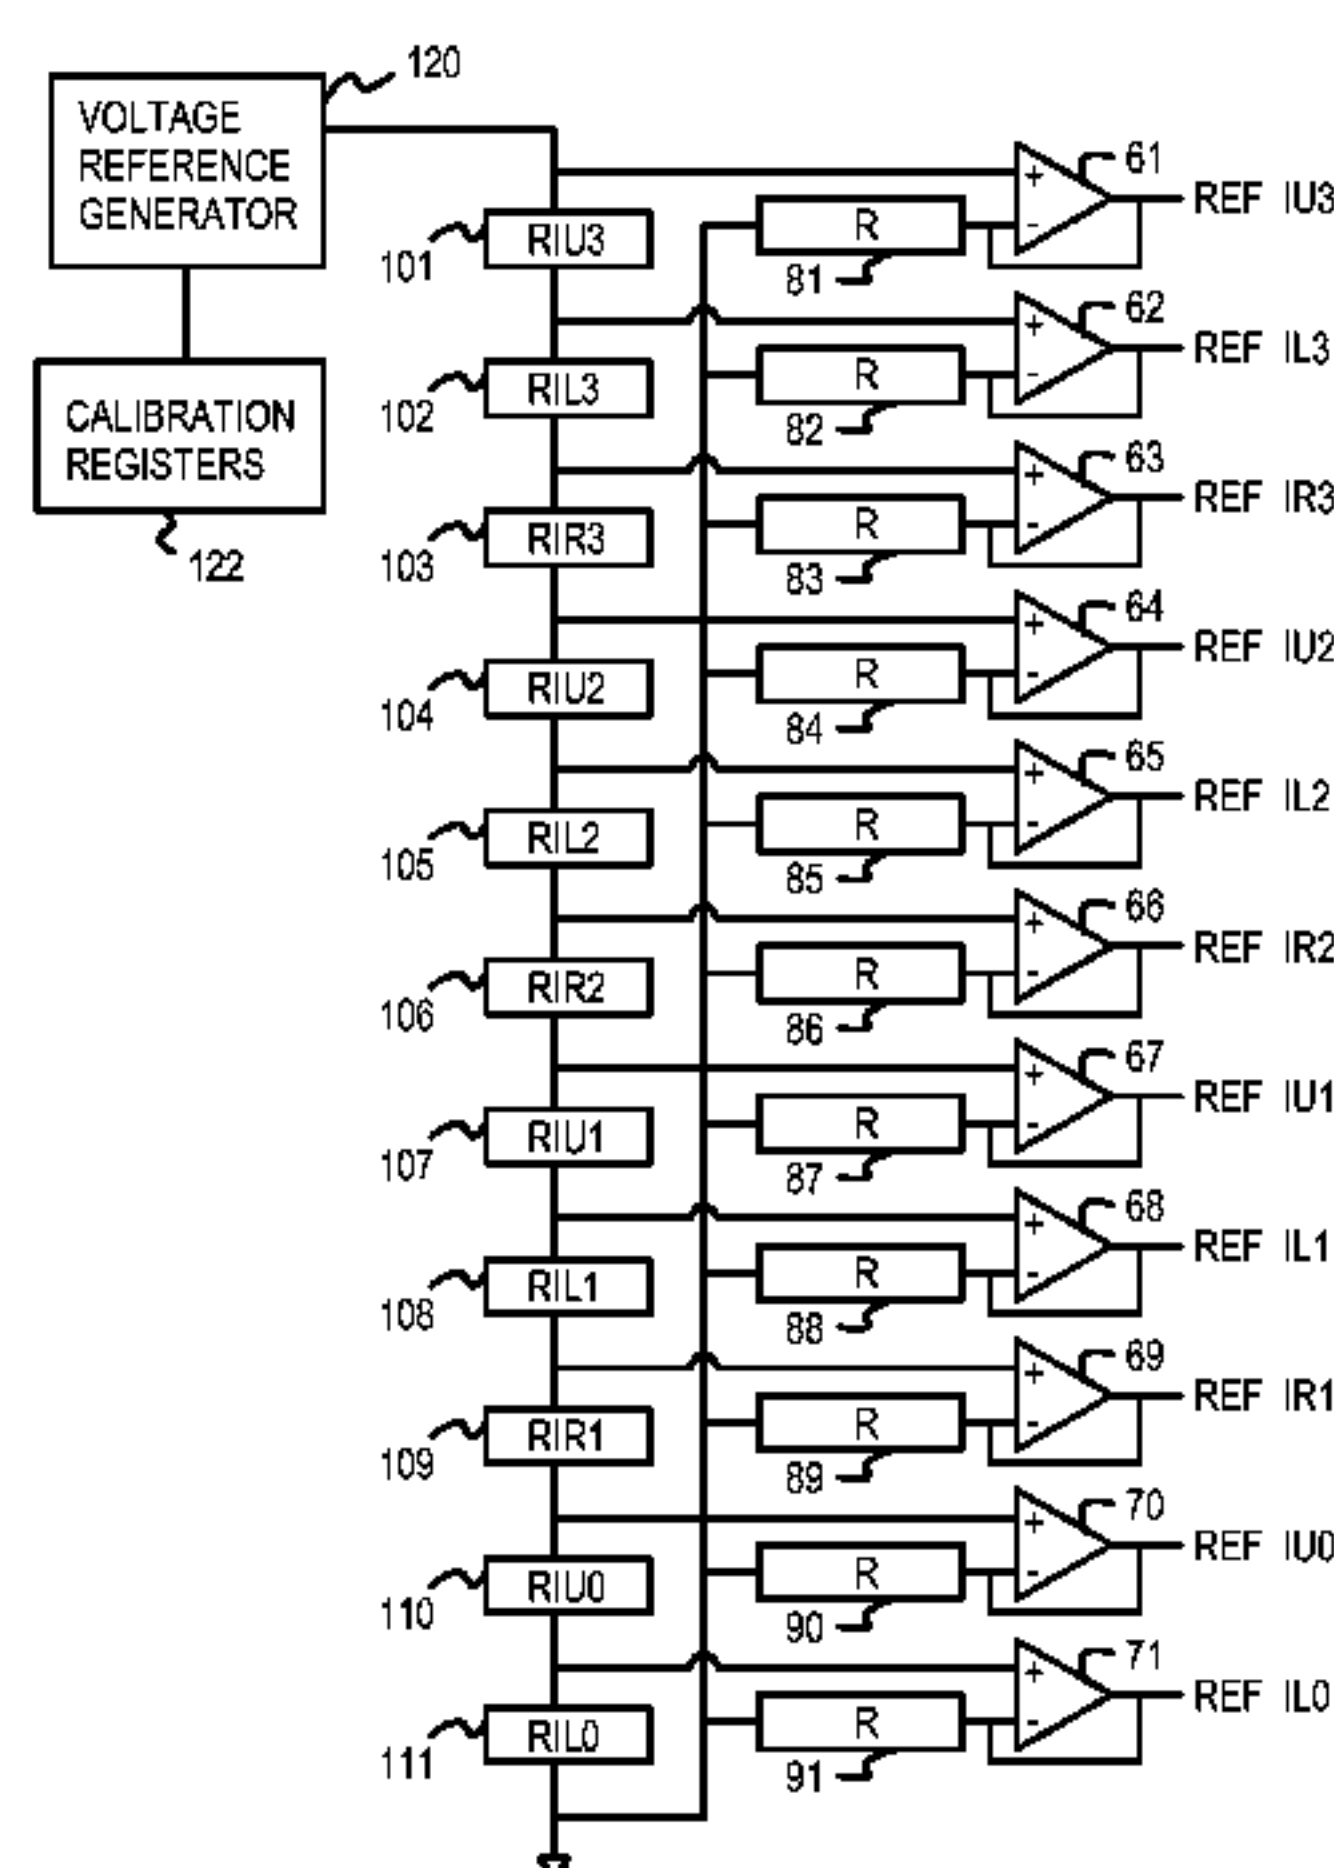 120
VOLTAGE
REFERENCE
GENERATOR
CALIBRATION
REGISTERS
122
+
61
REF IU3
RIU3
101
R
-
81
+
62
REF IL3
RIL3
102
R
-
82
+
63
REF IR3
RIR3
103
R
-
83
+
64
REF IU2
RIU2
104
R
-
84
+
65
REF IL2
RIL2
105
R
-
85
+
66
REF IR2
RIR2
106
R
-
86
+
67
REF IU1
RIU1
107
R
-
87
+
68
REF IL1
RIL1
108
R
-
88
+
69
REF IR1
RIR1
109
R
-
89
+
70
REF IU0
RIU0
110
R
-
90
+
71
REF IL0
RIL0
111
R
-
91